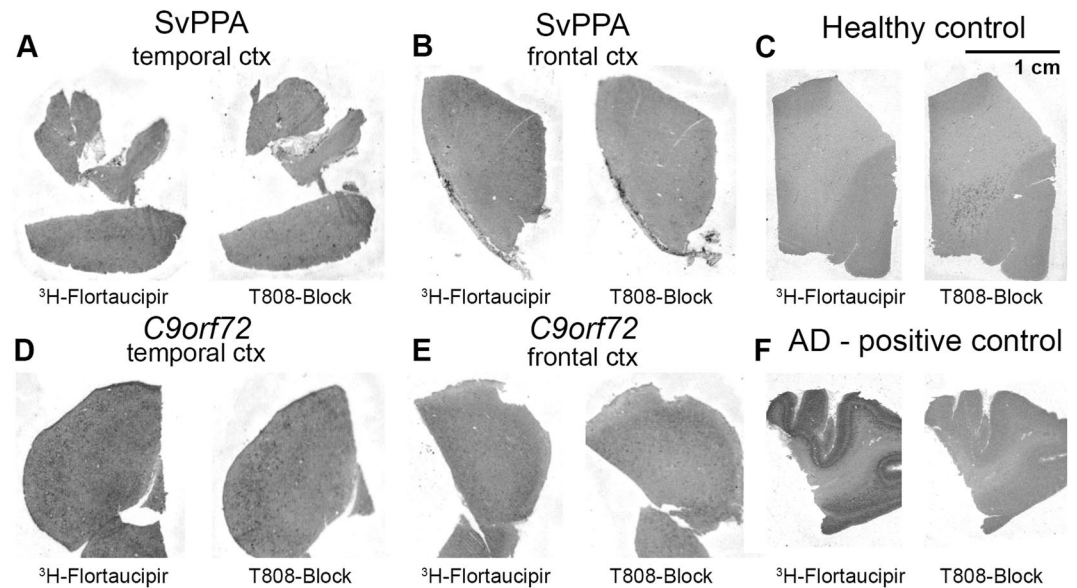 A
SvPPA
temporal ctx
³H-Flortaucipir
T808-Block
B
SvPPA
frontal ctx
³H-Flortaucipir
T808-Block
C
Healthy control
1 cm
³H-Flortaucipir
T808-Block
D
C9orf72
temporal ctx
³H-Flortaucipir
T808-Block
E
C9orf72
frontal ctx
³H-Flortaucipir
T808-Block
F
AD - positive control
³H-Flortaucipir
T808-Block